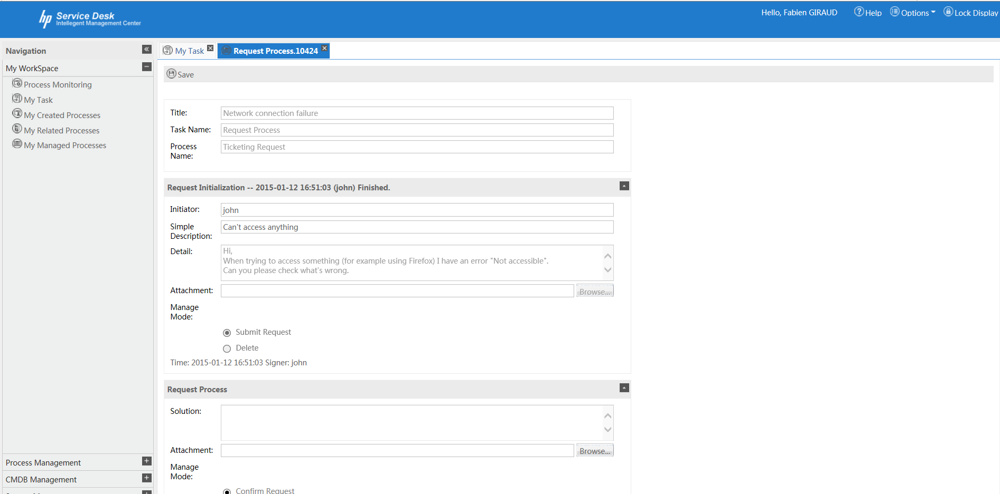 hp Service Desk
Intellegent Management Center
Hello, Fabien GIRAUD
Help
Options
Lock Display
Navigation
My WorkSpace
Process Monitoring
My Task
My Created Processes
My Related Processes
My Managed Processes
Process Management
CMDB Management
My Task
Request Process.10424
Save
Title: Network connection failure
Task Name: Request Process
Process Name: Ticketing Request
Request Initialization -- 2015-01-12 16:51:03 (john) Finished.
Initiator: john
Simple Description: Can't access anything
Detail: Hi,
When trying to access something (for example using Firefox) I have an error "Not accessible".
Can you please check what's wrong.
Attachment: Browse...
Manage Mode:
Submit Request
Delete
Time: 2015-01-12 16:51:03 Signer: john
Request Process
Solution:
Attachment: Browse...
Manage Mode:
Confirm Request